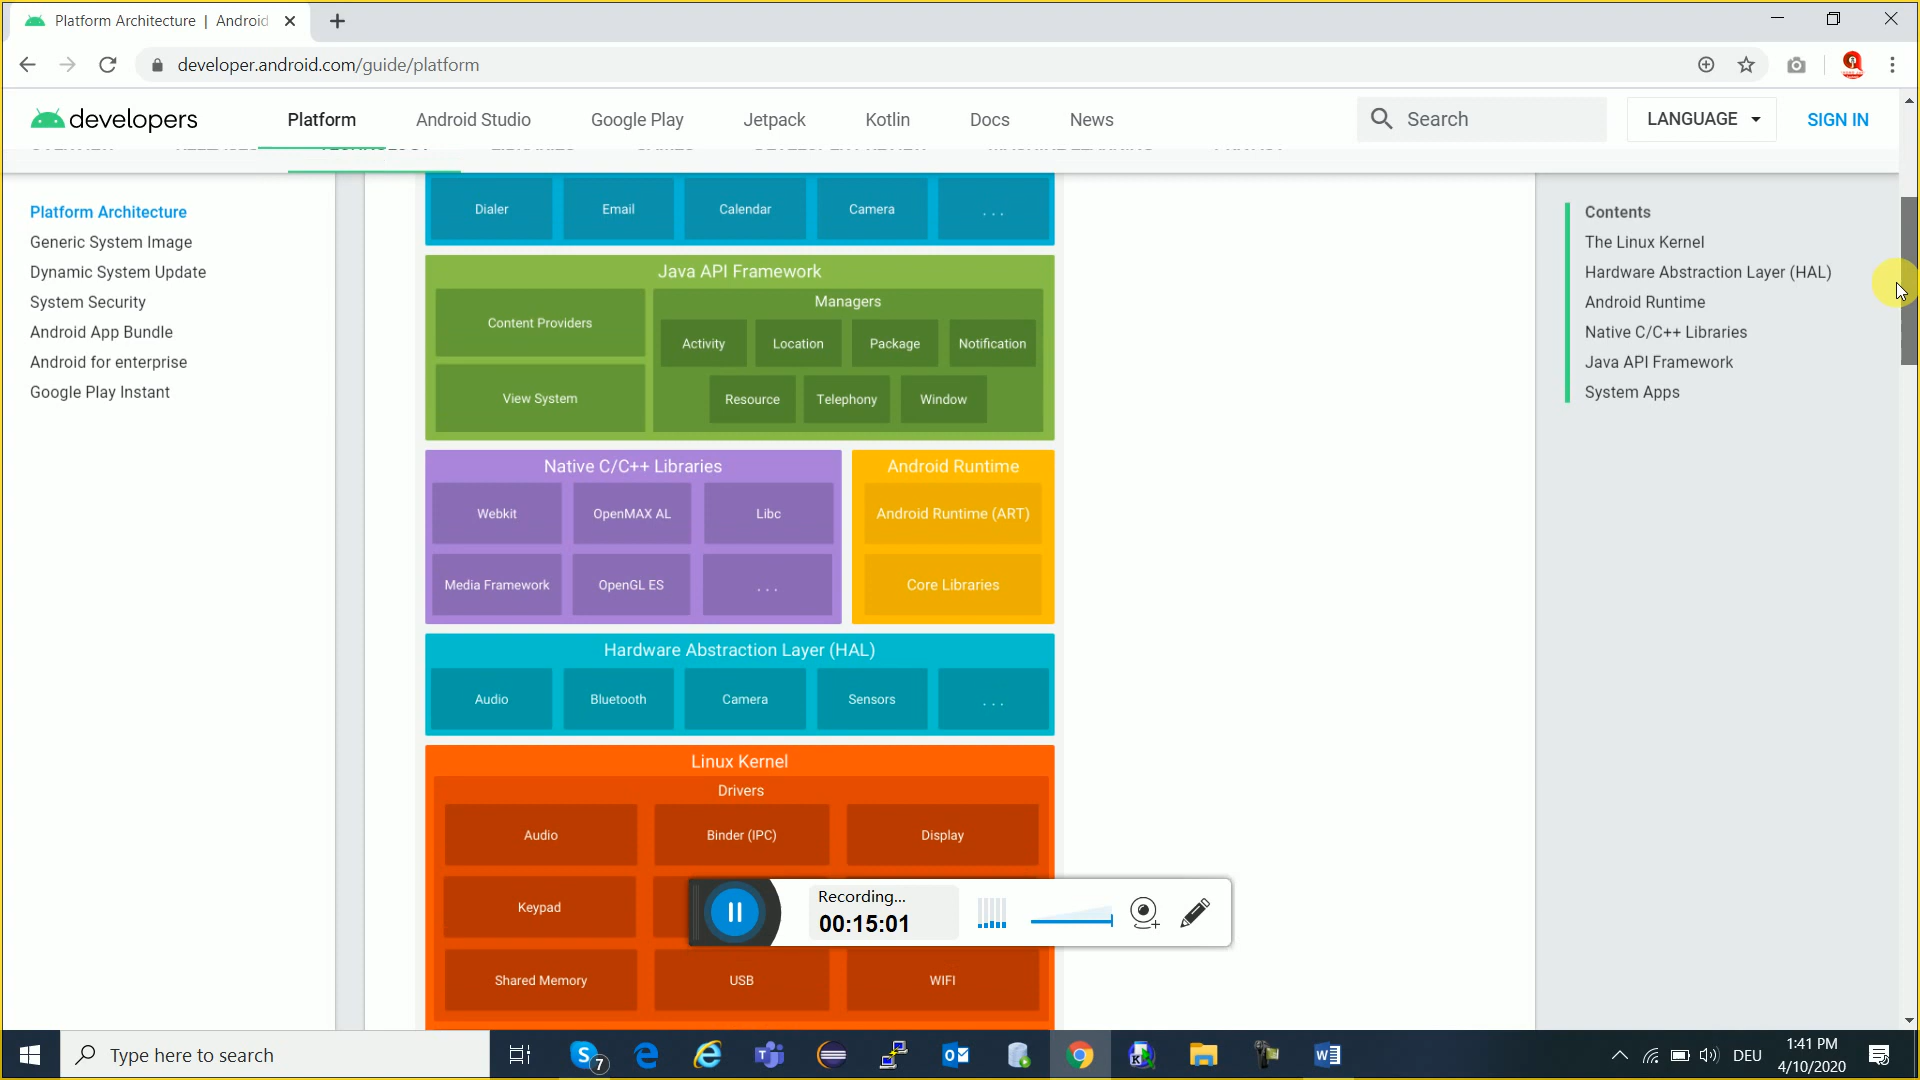 Platform Architecture | Android
developer.android.com/guide/platform
developers
Platform
Android Studio
Google Play
Jetpack
Kotlin
Docs
News
Search
LANGUAGE
SIGN IN
Platform Architecture
Generic System Image
Dynamic System Update
System Security
Android App Bundle
Android for enterprise
Google Play Instant
Dialer
Email
Calendar
Camera
. . .
Java API Framework
Content Providers
View System
Managers
Activity
Location
Package
Notification
Resource
Telephony
Window
Native C/C++ Libraries
Webkit
OpenMAX AL
Libc
Media Framework
OpenGL ES
. . .
Android Runtime
Android Runtime (ART)
Core Libraries
Hardware Abstraction Layer (HAL)
Audio
Bluetooth
Camera
Sensors
. . .
Linux Kernel
Drivers
Audio
Binder (IPC)
Display
Keypad
Shared Memory
USB
WIFI
Contents
The Linux Kernel
Hardware Abstraction Layer (HAL)
Android Runtime
Native C/C++ Libraries
Java API Framework
System Apps
Recording...
00:15:01
Type here to search
7
DEU
1:41 PM
4/10/2020